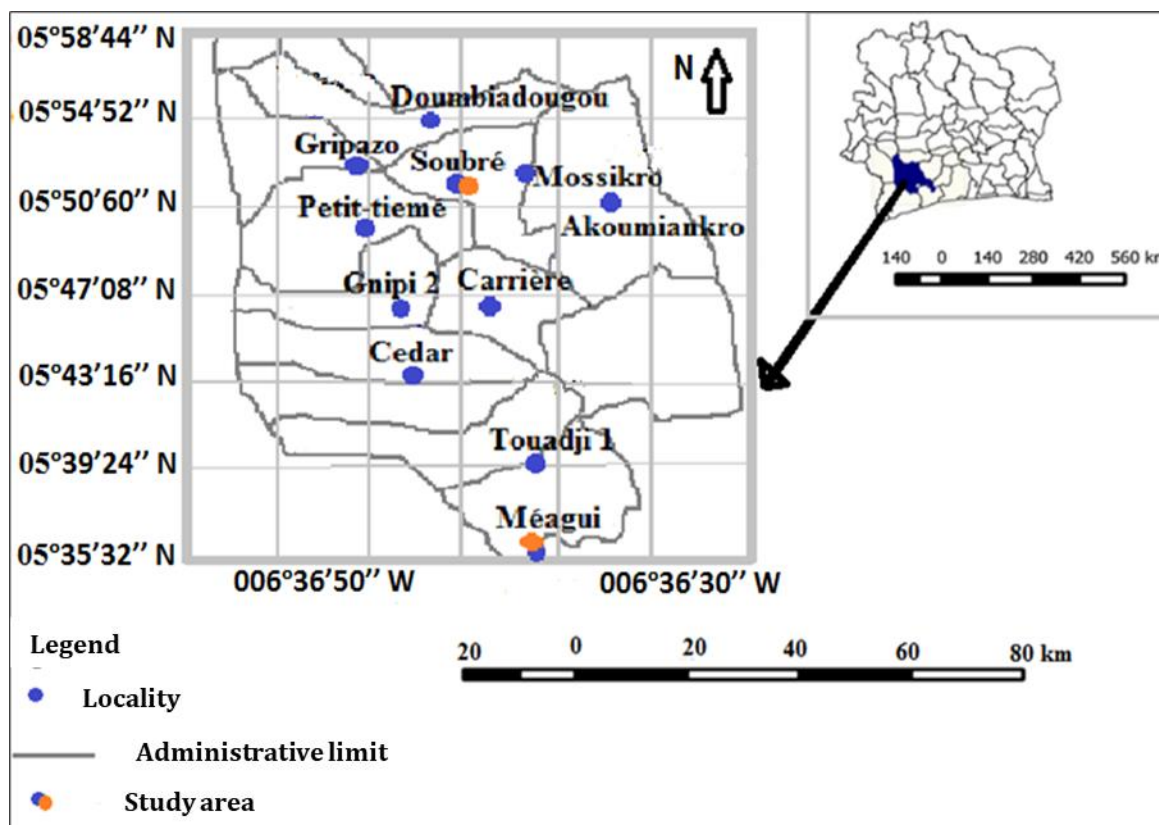 05°58’44’’ N
N
Doumbiadougou
05°54’52’’ N
Gripazo
Soubré
Mossikro
05°50’60’’ N
Petit-tiemé
Akoumiankro
05°47’08’’ N
Gnipi 2
Carrière
140 0 140 280 420 560 km
Cedar
05°43’16’’ N
Touadji 1
05°39’24’’ N
Méagui
05°35’32’’ N
006°36’50’’ W
006°36’30’’ W
Legend
20 0 20 40 60 80 km
Locality
Administrative limit
Study area